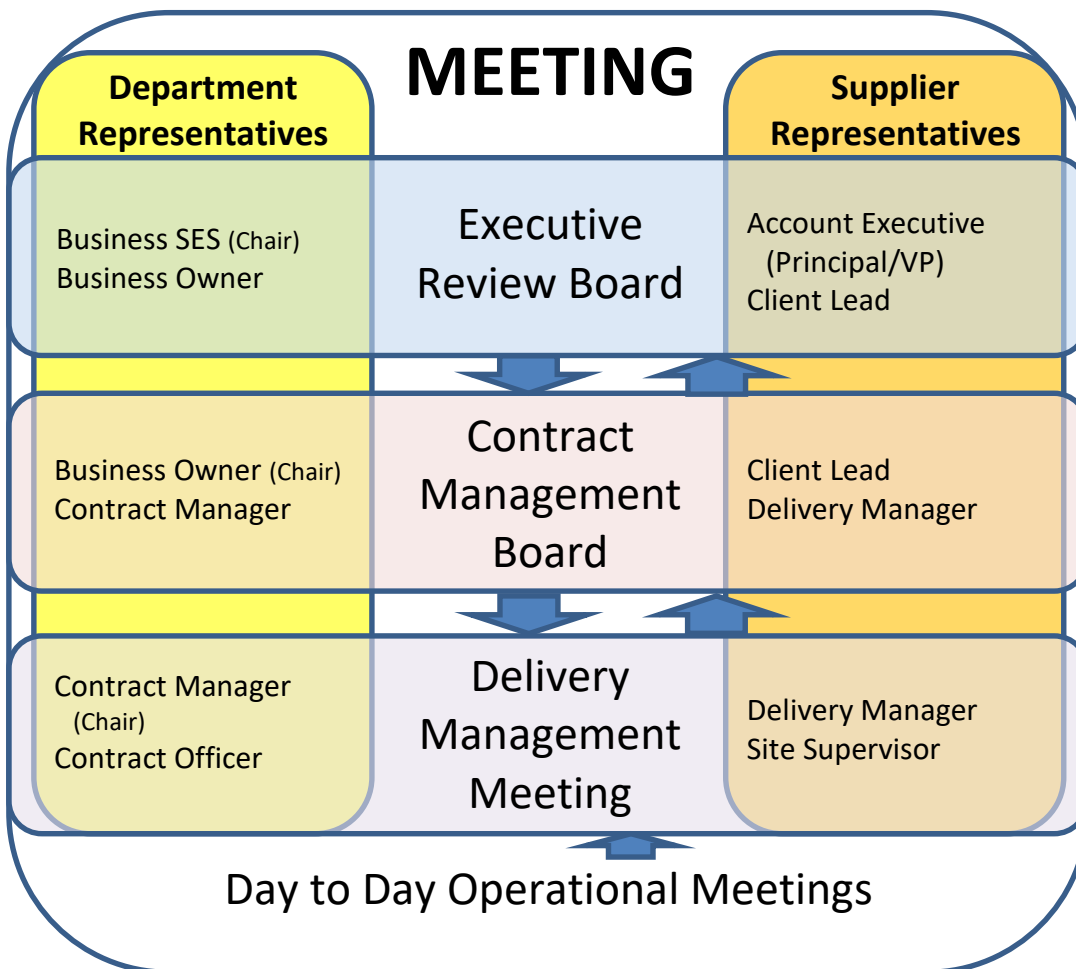 MEETING
Department
Representatives
Supplier
Representatives
Business SES (Chair)
Business Owner
Executive
Review Board
Account Executive
(Principal/VP)
Client Lead
Business Owner (Chair)
Contract Manager
Contract
Management
Board
Client Lead
Delivery Manager
Contract Manager
(Chair)
Contract Officer
Delivery
Management
Meeting
Delivery Manager
Site Supervisor
Day to Day Operational Meetings